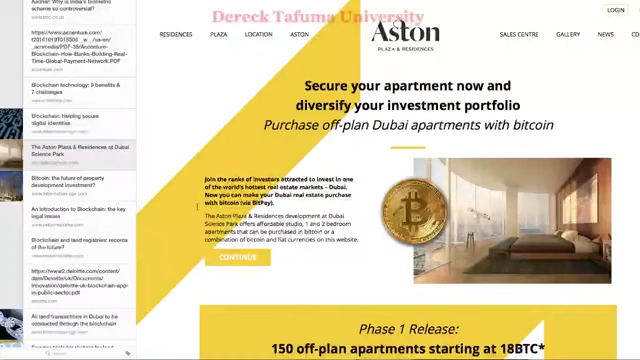 Aadhar: Why is India's biometric
scheme so controversial?
www.bbc.co.uk
https://www.accenture.com/
Blockchain-How-Banks-Building-Real-
Time-Global-Payment-Network.PDF
accenture.com
Blockchain technology: 9 benefits &
7 challenges
Blockchain: Helping secure
digital identities
The Aston Plaza & Residences at Dubai
Science Park
Bitcoin: the future of property
development investment?
An introduction to Blockchain: the key
legal issues
Blockchain and land registries: records
of the future?
https://www2.deloitte.com/content/
dam/Deloitte/uk/Documents/
Innovation/deloitte-uk-blockchain-app-
in-public-sector.pdf
deloitte.com
All land transactions in Dubai to be
conducted through the blockchain
Dereck Tafuma University
LOGIN
RESIDENCES
PLAZA
LOCATION
ASTON
Aston
PLAZA & RESIDENCES
SALES CENTRE
GALLERY
NEWS
Secure your apartment now and
diversify your investment portfolio
Purchase off-plan Dubai apartments with bitcoin
Join the ranks of investors attracted to invest in one
of the world's hottest real estate markets - Dubai.
Now you can make your Dubai real estate purchase
with bitcoin (via BitPay).
The Aston Plaza & Residences development at Dubai
Science Park offers affordable studio, 1 and 2 bedroom
apartments that can be purchased in bitcoin or a
combination of bitcoin and fiat currencies on this website.
CONTINUE
Phase 1 Release:
150 off-plan apartments starting at 18BTC*